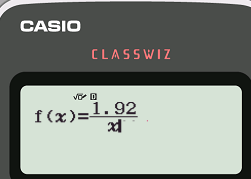 CASIO
CLASSWIZ
√▱ D
f(x)=1.92/x